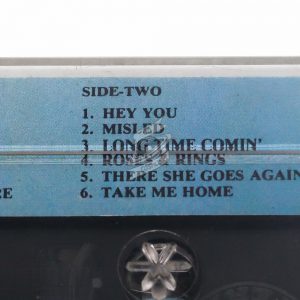 SIDE-TWO
1. HEY YOU
2. MISLED
3. LONG TIME COMIN'
4. ROSES & RINGS
5. THERE SHE GOES AGAIN
6. TAKE ME HOME
RE